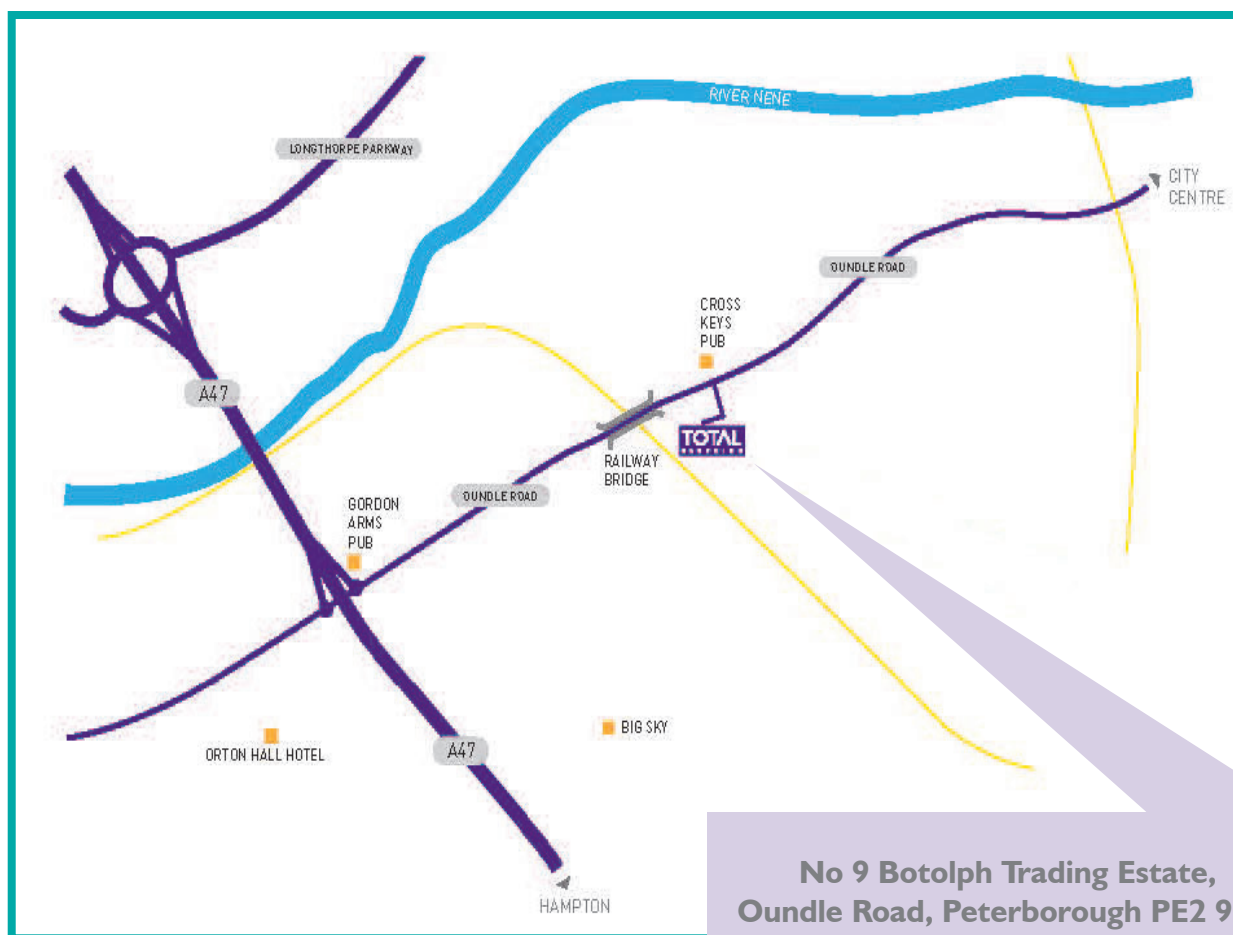 RIVER NENE
LONGTHORPE PARKWAY
CITY
CENTRE
OUNDLE ROAD
CROSS
KEYS
PUB
A47
TOTAL
RAILWAY
BRIDGE
OUNDLE ROAD
GORDON
ARMS
PUB
BIG SKY
ORTON HALL HOTEL
A47
HAMPTON
No 9 Botolph Trading Estate,
Oundle Road, Peterborough PE2 9